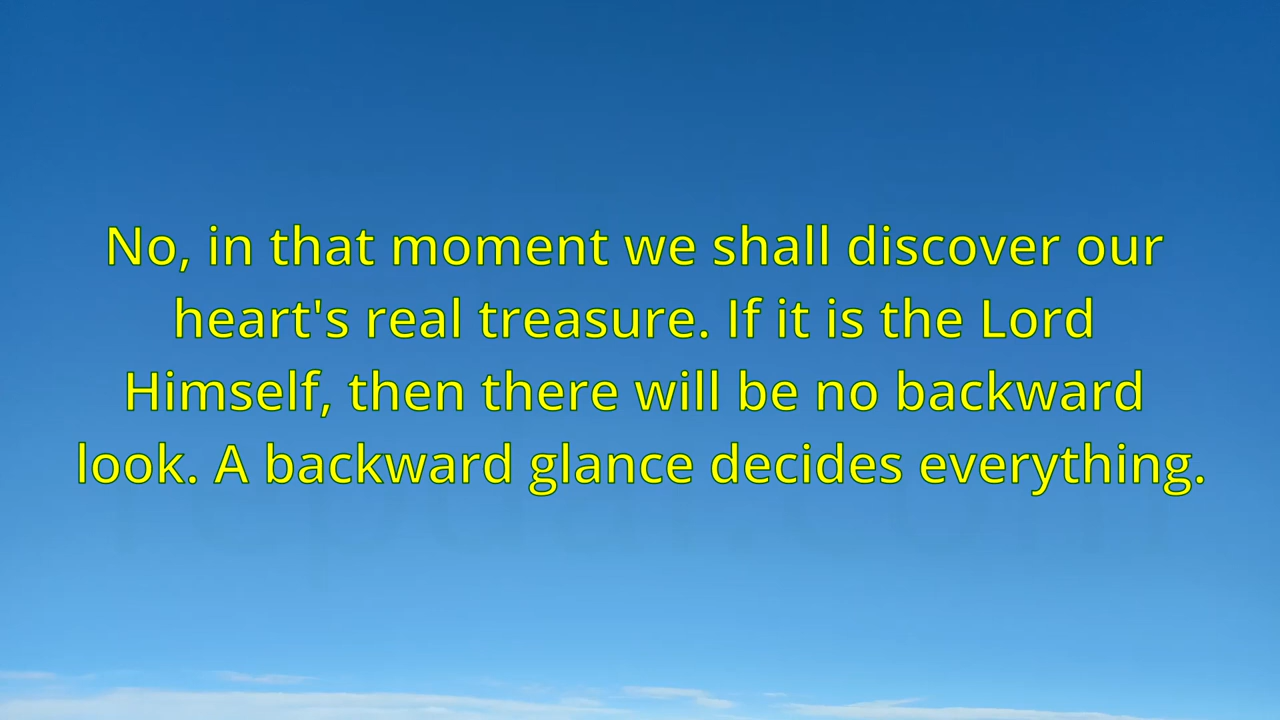 No, in that moment we shall discover our
heart's real treasure. If it is the Lord
Himself, then there will be no backward
look. A backward glance decides everything.